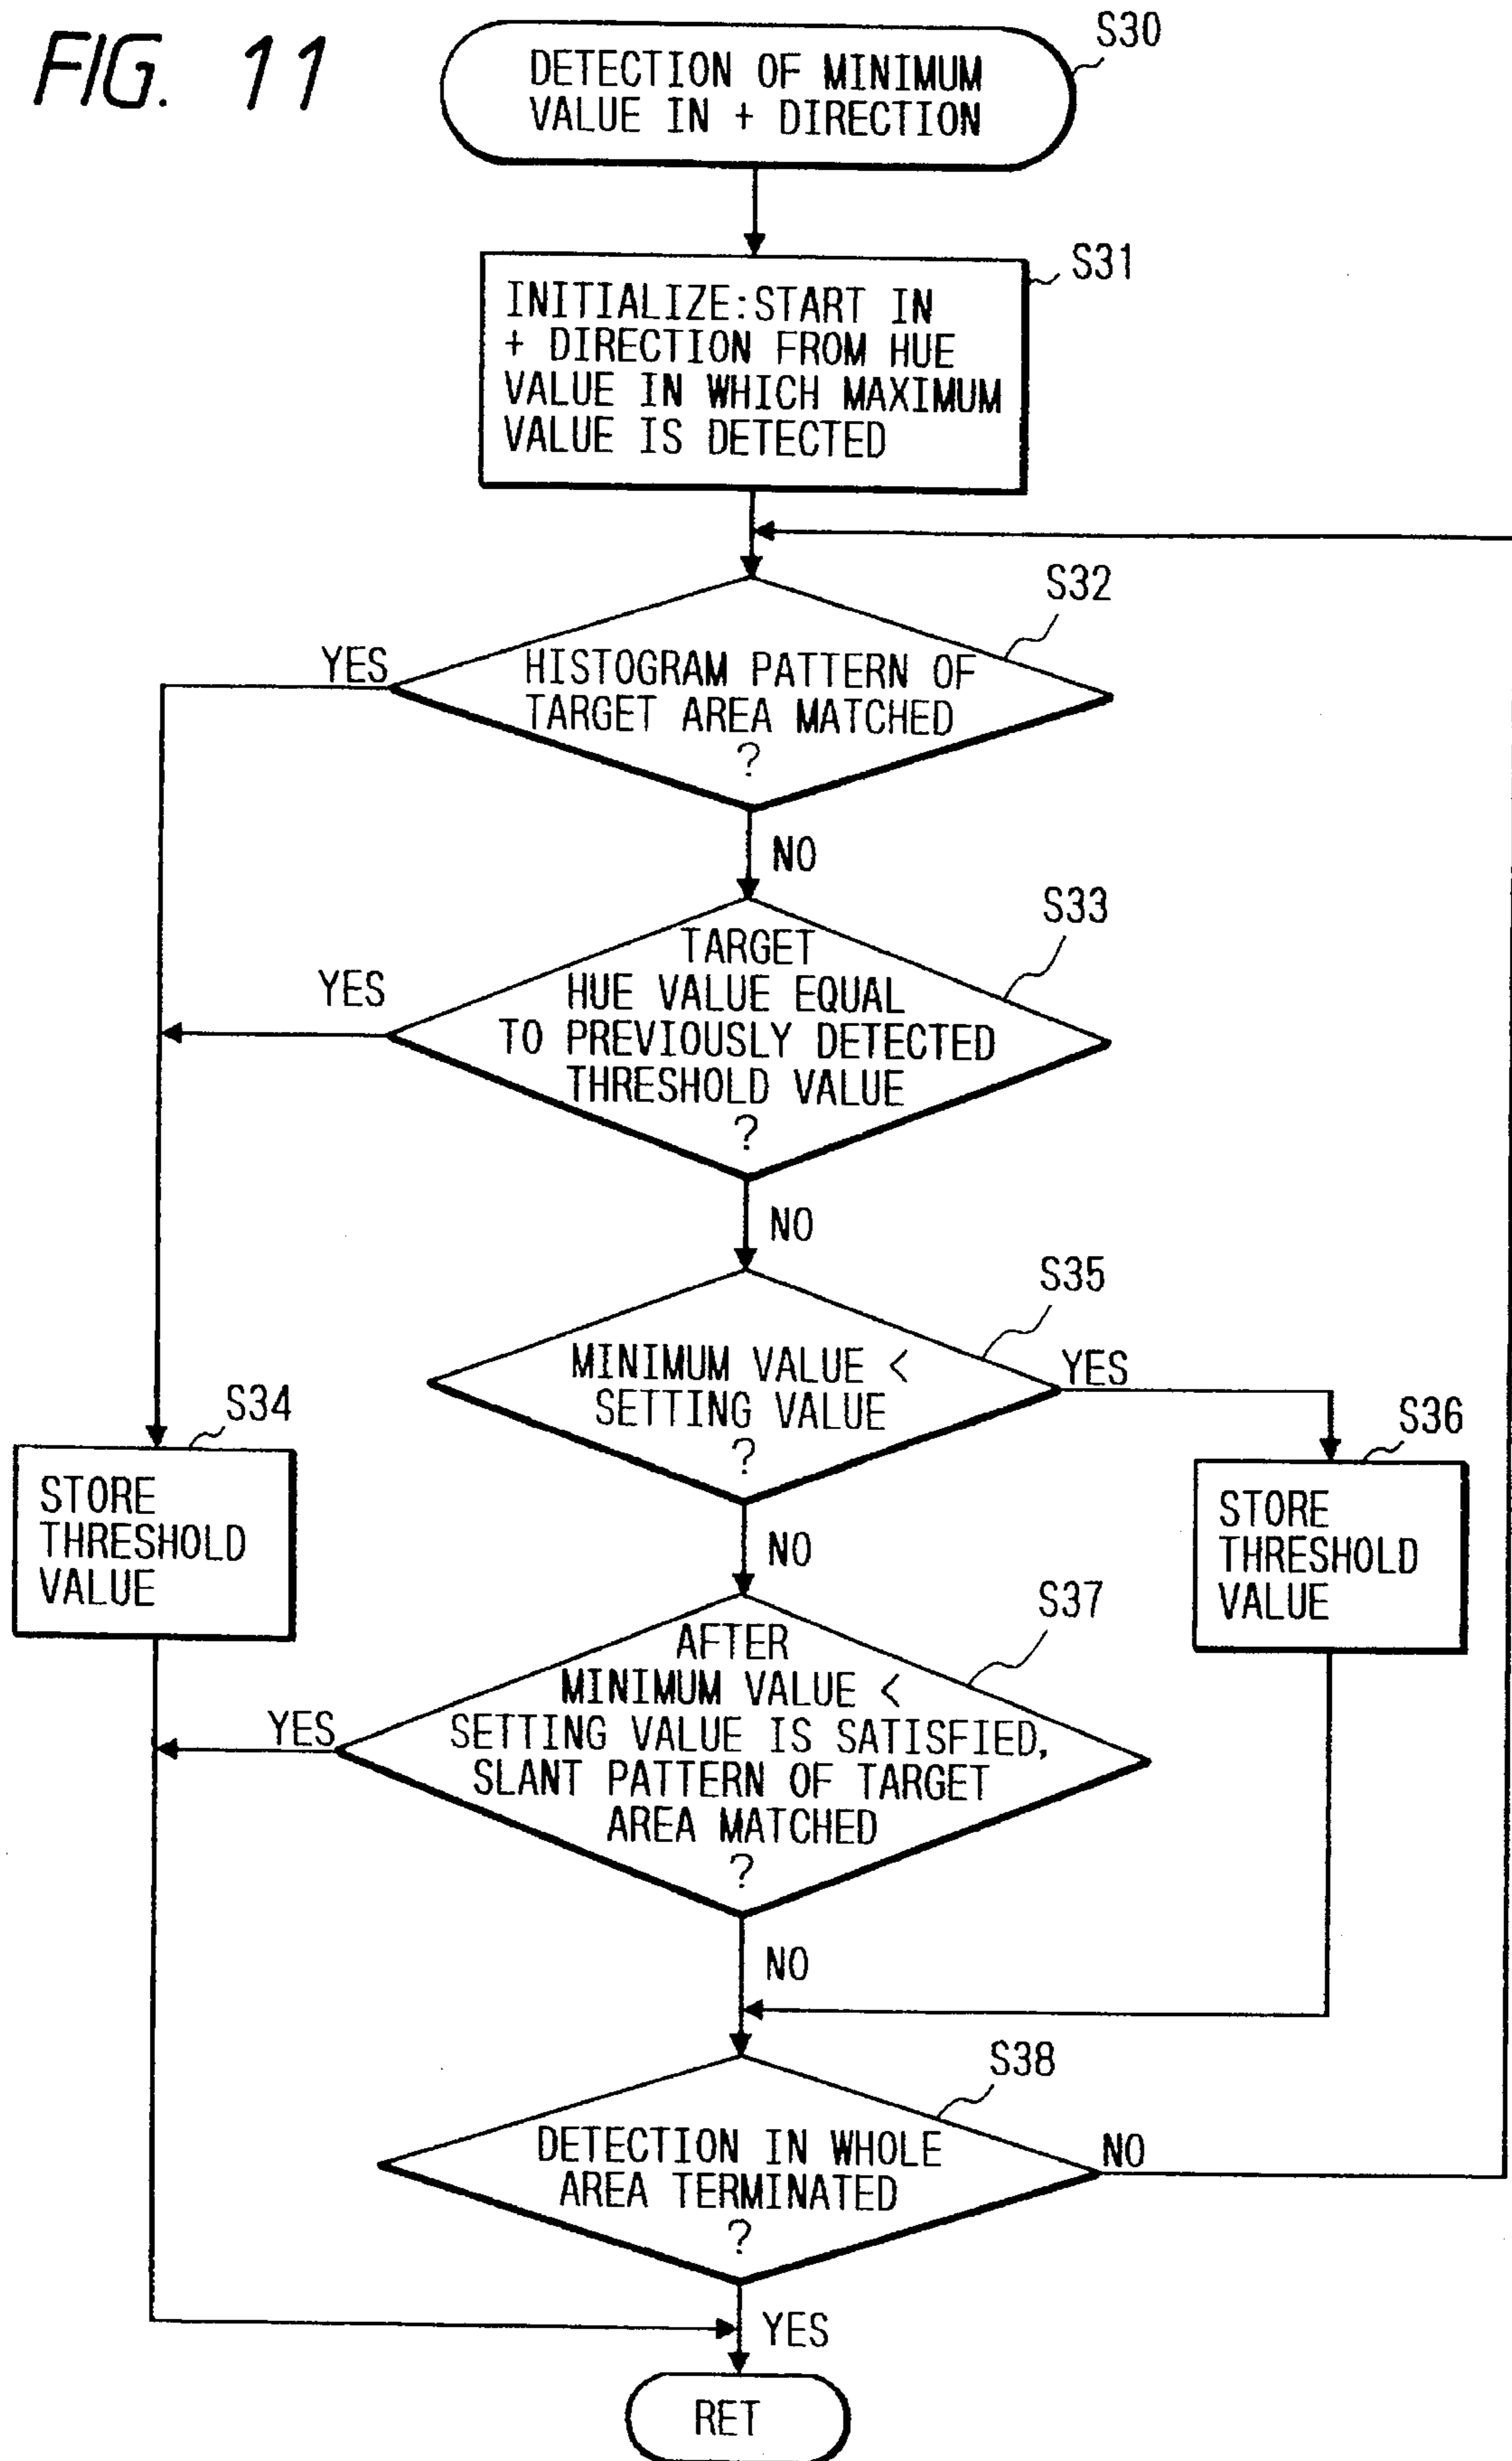 FIG. 11
S30
DETECTION OF MINIMUM
VALUE IN + DIRECTION
S31
INITIALIZE:START IN
+ DIRECTION FROM HUE
VALUE IN WHICH MAXIMUM
VALUE IS DETECTED
S32
YES
HISTOGRAM PATTERN OF
TARGET AREA MATCHED
?
NO
S33
YES
TARGET
HUE VALUE EQUAL
TO PREVIOUSLY DETECTED
THRESHOLD VALUE
?
NO
S35
MINIMUM VALUE <
SETTING VALUE
?
YES
S34
STORE
THRESHOLD
VALUE
S36
STORE
THRESHOLD
VALUE
NO
S37
YES
AFTER
MINIMUM VALUE <
SETTING VALUE IS SATISFIED,
SLANT PATTERN OF TARGET
AREA MATCHED
?
NO
S38
DETECTION IN WHOLE
AREA TERMINATED
?
NO
YES
RET